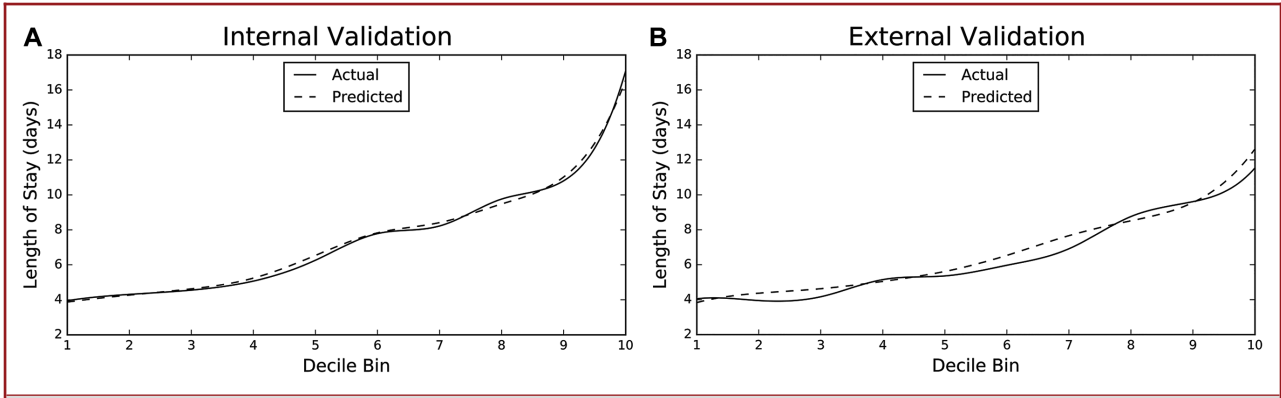 A
Internal Validation
Length of Stay (days)
18
16
14
12
10
8
6
4
2
Actual
Predicted
1 2 3 4 5 6 7 8 9 10
Decile Bin
B
External Validation
Length of Stay (days)
18
16
14
12
10
8
6
4
2
Actual
Predicted
1 2 3 4 5 6 7 8 9 10
Decile Bin